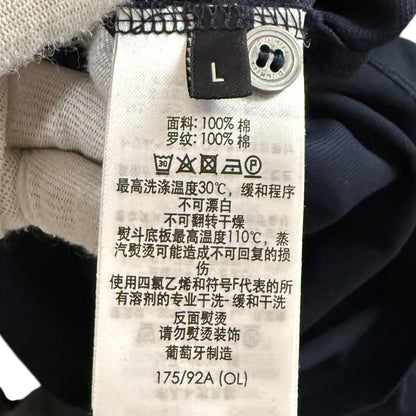 L
面料: 100% 棉
罗纹: 100% 棉
30 P
最高洗涤温度30℃，缓和程序
不可漂白
不可翻转干燥
熨斗底板最高温度110℃，蒸
汽熨烫可能造成不可回复的损
伤
使用四氯乙烯和符号F代表的所
有溶剂的专业干洗- 缓和干洗
反面熨烫
请勿熨烫装饰
葡萄牙制造
175/92A (OL)